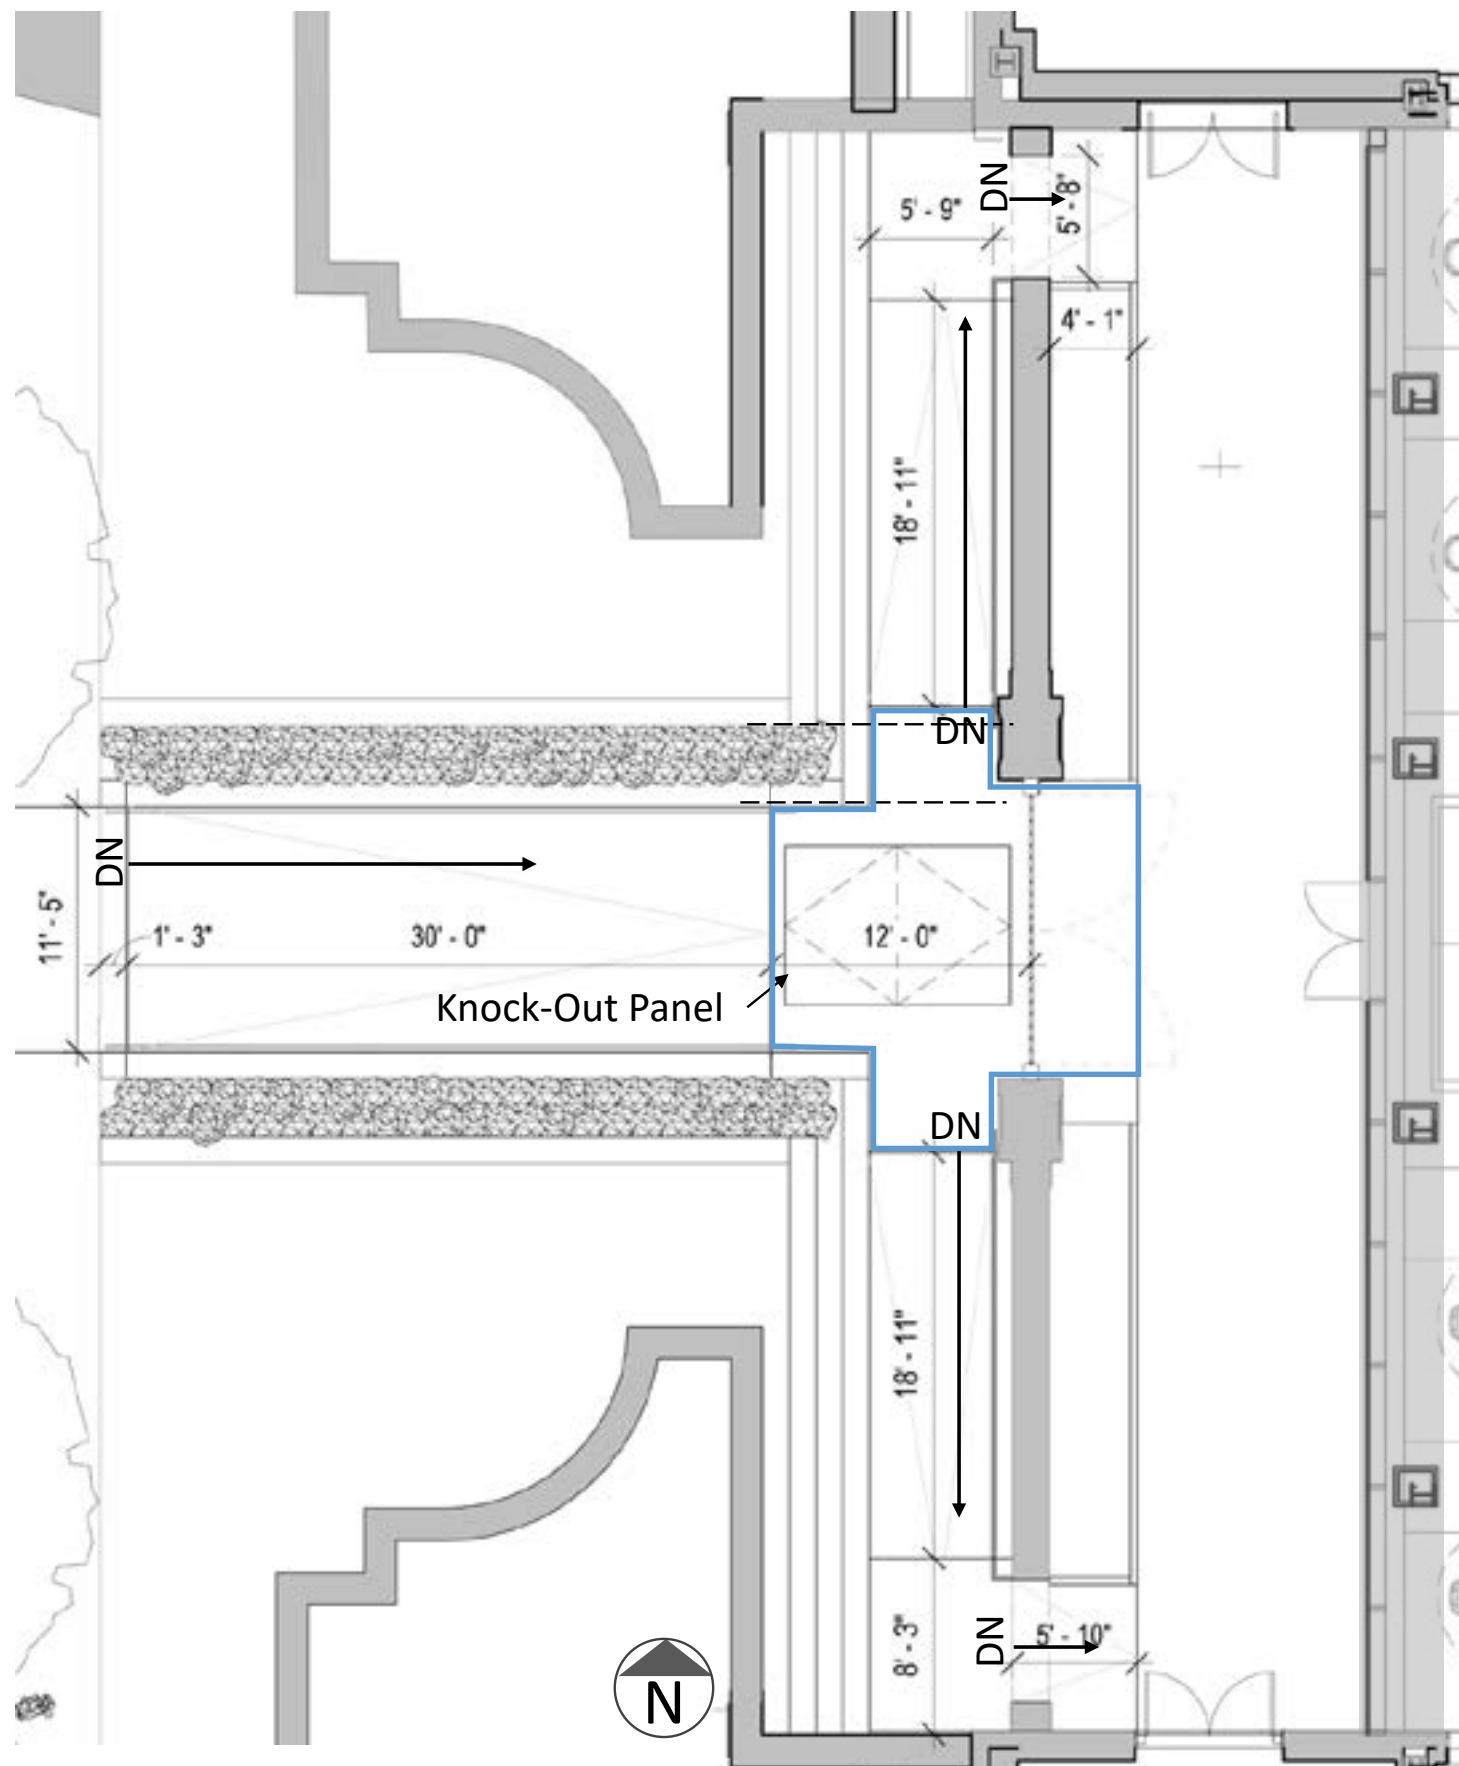 DN
5' - 8"
5' - 9"
4' - 1"
18' - 11"
DN
DN
11' - 5"
1' - 3"
30' - 0"
12' - 0"
Knock-Out Panel
DN
18' - 11"
DN
5' - 10"
8' - 3"
N